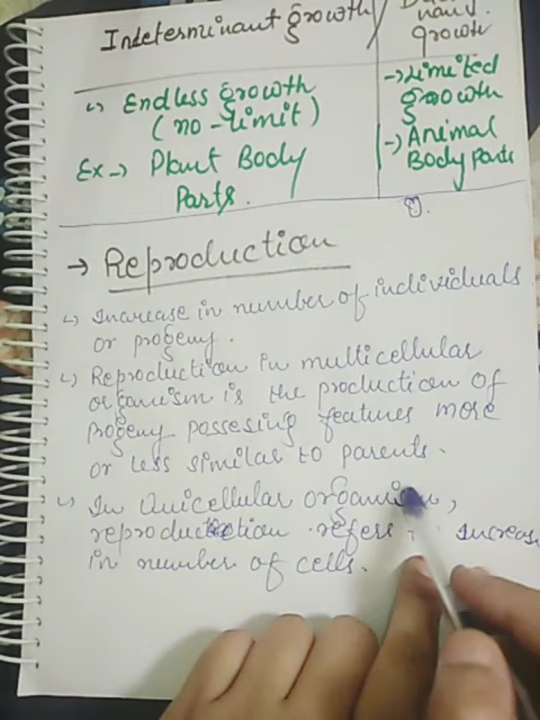 Indeterminant growth/
nant
growth
↳ Endless growth
(no-limit)
Ex → Plant Body
Parts.
→ Limited
growth
→) Animal
Body parts
→ Reproduction
↳ Increase in number of individuals
or progeny.
↳ Reproduction in multicellular
organism is the production of
progeny possesing features more
or less similar to parents.
↳ In Unicellular organism,
reproduction refers increase
in number of cells.